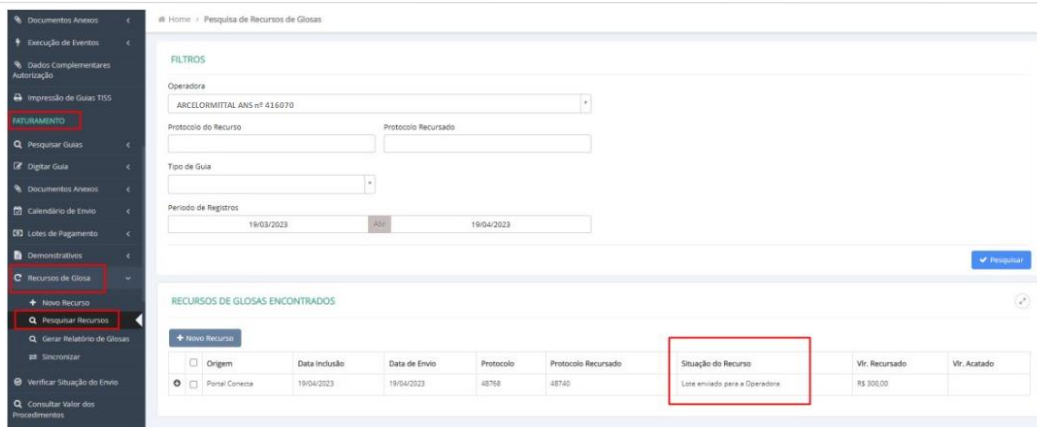 Documentos Anexos
Execução de Eventos
Dados Complementares
Autorização
Impressão de Guias TISS
FATURAMENTO
Pesquisar Guias
Digitar Guia
Documentos Anexos
Calendário de Envio
Lotes de Pagamento
Demonstrativos
Recursos de Glosa
Novo Recurso
Pesquisar Recursos
Gerar Relatório de Glosas
Sincronizar
Verificar Situação do Envio
Consultar Valor dos
Procedimentos
Home > Pesquisa de Recursos de Glosas
FILTROS
Operadora
ARCELORMITTAL ANS nº 416070
Protocolo do Recurso Protocolo Recursado
Tipo de Guia
Período de Registros
19/03/2023 Até 19/04/2023
Pesquisar
RECURSOS DE GLOSAS ENCONTRADOS
Novo Recurso
Origem Data Inclusão Data de Envio Protocolo Protocolo Recursado Situação do Recurso Vlr. Recursado Vlr. Acatado
Portal Conecta 19/04/2023 19/04/2023 48768 48740 Lote enviado para a Operadora R$ 300,00